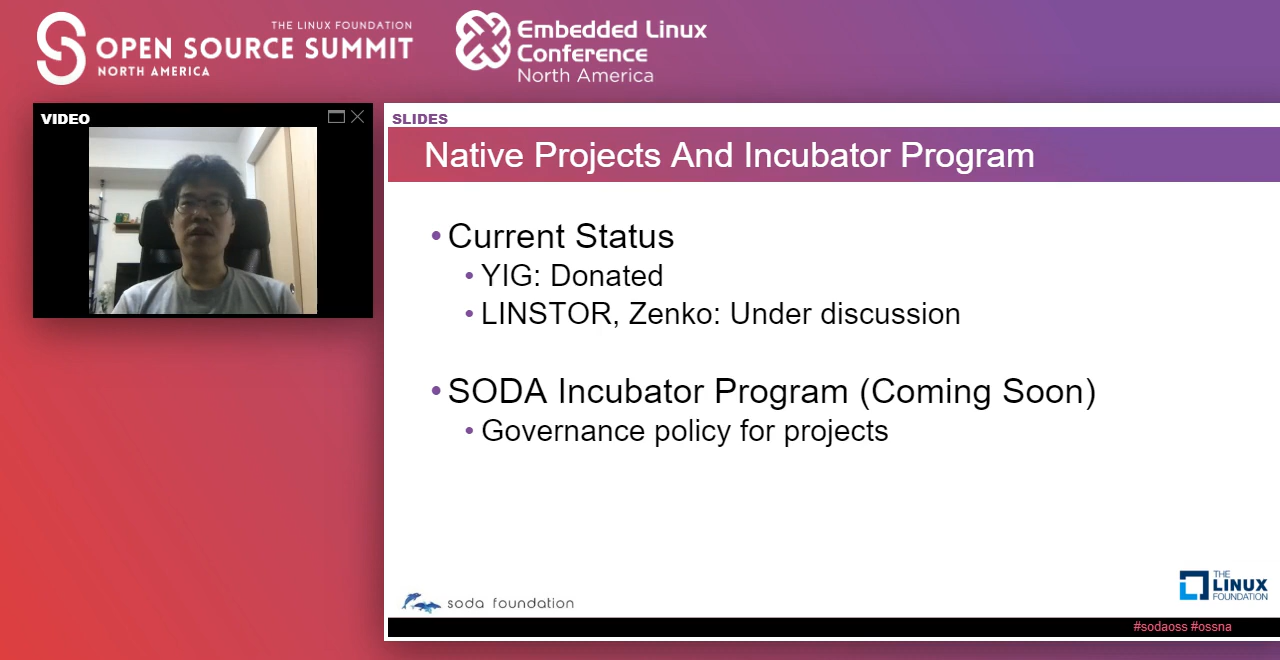 THE LINUX FOUNDATION
OPEN SOURCE SUMMIT
NORTH AMERICA
Embedded Linux
Conference
North America
VIDEO
SLIDES
Native Projects And Incubator Program
• Current Status
• YIG: Donated
• LINSTOR, Zenko: Under discussion
• SODA Incubator Program (Coming Soon)
• Governance policy for projects
soda foundation
THE
LINUX
FOUNDATION
#sodaoss #ossna